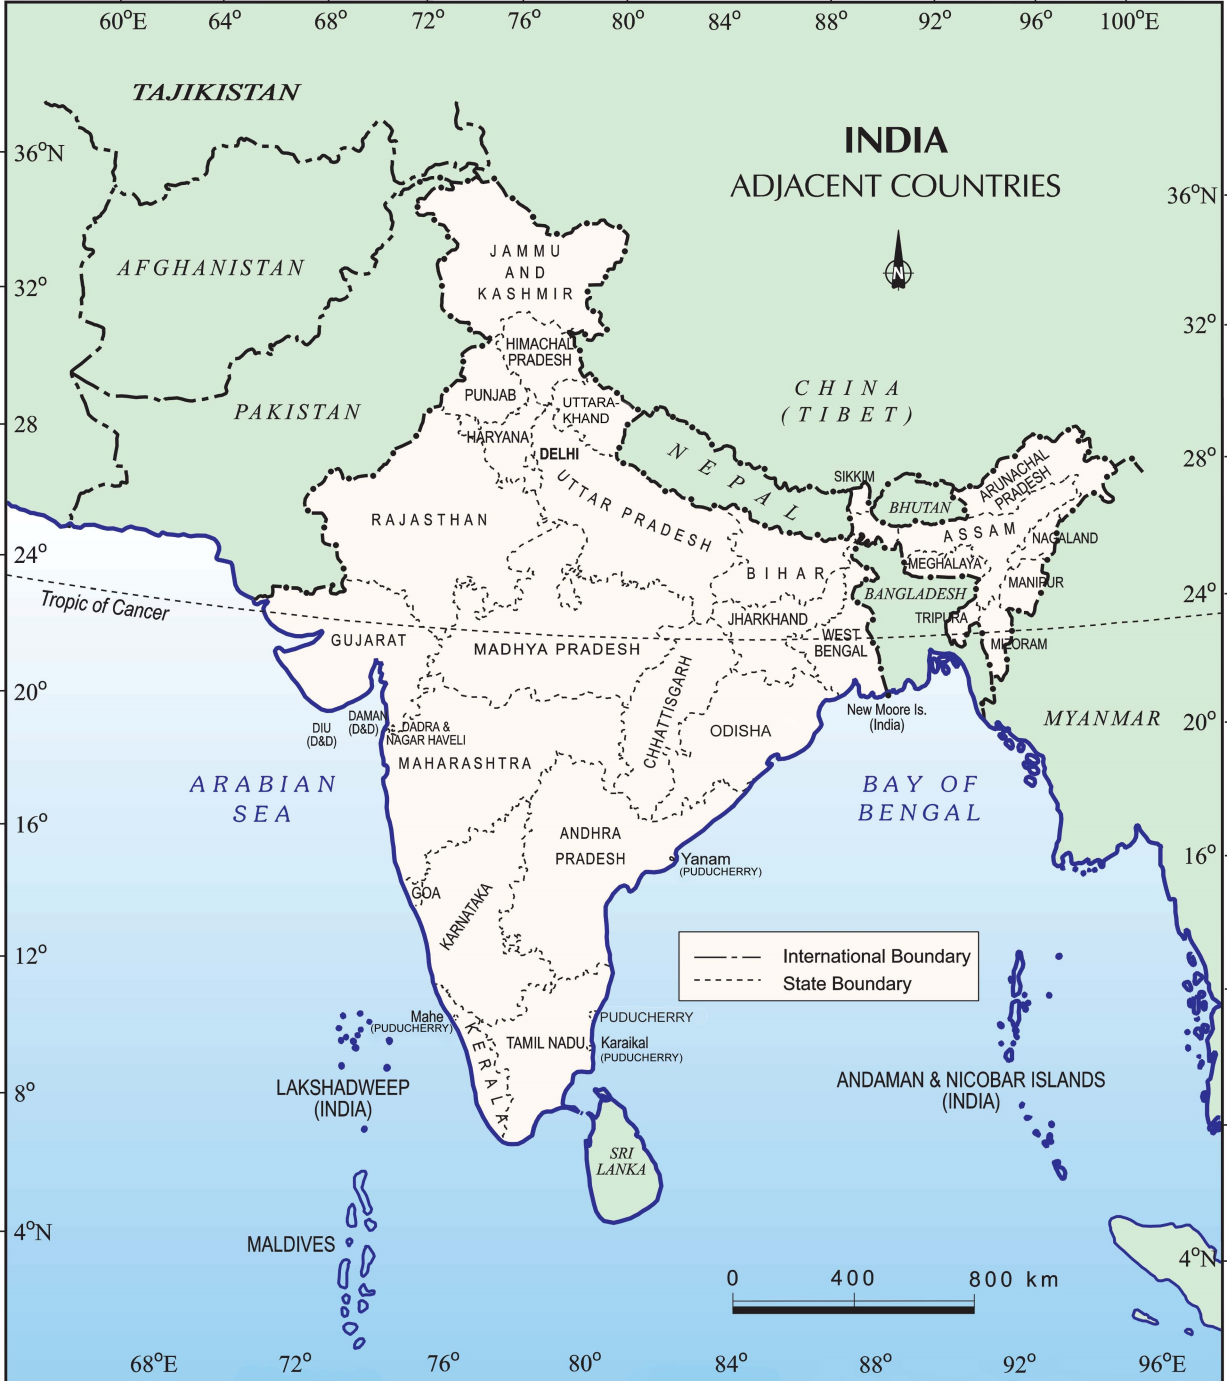 60°E 64° 68° 72° 76° 80° 84° 88° 92° 96° 100°E
TAJIKISTAN
INDIA
ADJACENT COUNTRIES
36°N
36°N
N
JAMMU
AND
KASHMIR
AFGHANISTAN
32°
32°
HIMACHAL
PRADESH
PUNJAB
UTTARA-
KHAND
CHINA
(TIBET)
PAKISTAN
28°
28°
HARYANA
DELHI
NEPAL
SIKKIM
BHUTAN
ARUNACHAL
PRADESH
RAJASTHAN
UTTAR PRADESH
ASSAM
NAGALAND
24°
24°
BIHAR
MEGHALAYA
MANIPUR
BANGLADESH
Tropic of Cancer
JHARKHAND
TRIPURA
GUJARAT
MADHYA PRADESH
WEST
BENGAL
MIZORAM
20°
20°
CHHATTISGARH
DIU
(D&D)
DAMAN
(D&D)
DADRA &
NAGAR HAVELI
ODISHA
New Moore Is.
(India)
MYANMAR
MAHARASHTRA
ARABIAN
SEA
BAY OF
BENGAL
16°
16°
ANDHRA
PRADESH
Yanam
(PUDUCHERRY)
GOA
KARNATAKA
12°
International Boundary
State Boundary
Mahe
(PUDUCHERRY)
PUDUCHERRY
KERALA
TAMIL NADU
Karaikal
(PUDUCHERRY)
8°
LAKSHADWEEP
(INDIA)
ANDAMAN & NICOBAR ISLANDS
(INDIA)
SRI
LANKA
4°N
4°N
MALDIVES
0 400 800 km
68°E 72° 76° 80° 84° 88° 92° 96°E